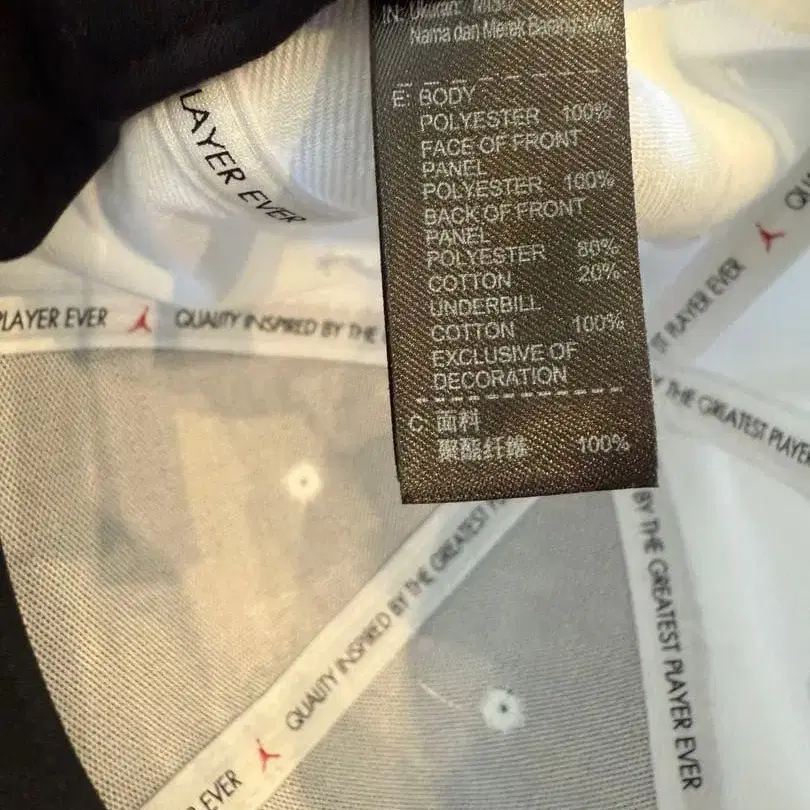 IN: Ukuran:
Nama dan Merek Barang
E: BODY
POLYESTER 100%
FACE OF FRONT
PANEL
POLYESTER 100%
BACK OF FRONT
PANEL
POLYESTER 80%
COTTON 20%
UNDERBILL
COTTON 100%
EXCLUSIVE OF
DECORATION
C: 面料
聚酯纤维 100%
LAYER EVER
PLAYER EVER QUALITY INSPIRED BY THE
QUALITY INSPIRED BY THE GREATEST
EVER
PLAYER EVER
THE GREATEST PLAYER
BY THE GREATEST PLAYER EVER